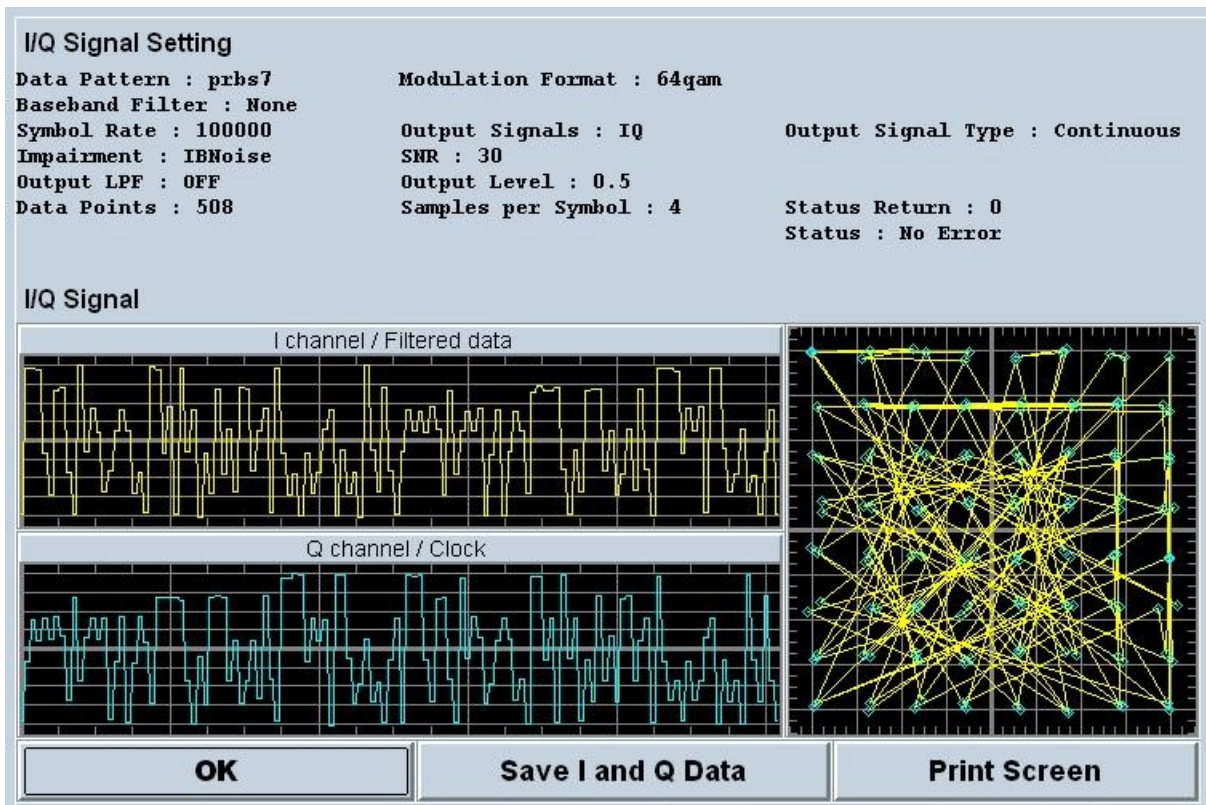 I/Q Signal Setting
Data Pattern : prbs7 Modulation Format : 64qam
Baseband Filter : None
Symbol Rate : 100000 Output Signals : IQ Output Signal Type : Continuous
Impairment : IBNoise SNR : 30
Output LPF : OFF Output Level : 0.5
Data Points : 508 Samples per Symbol : 4 Status Return : 0
Status : No Error
I/Q Signal
I channel / Filtered data
Q channel / Clock
OK Save I and Q Data Print Screen